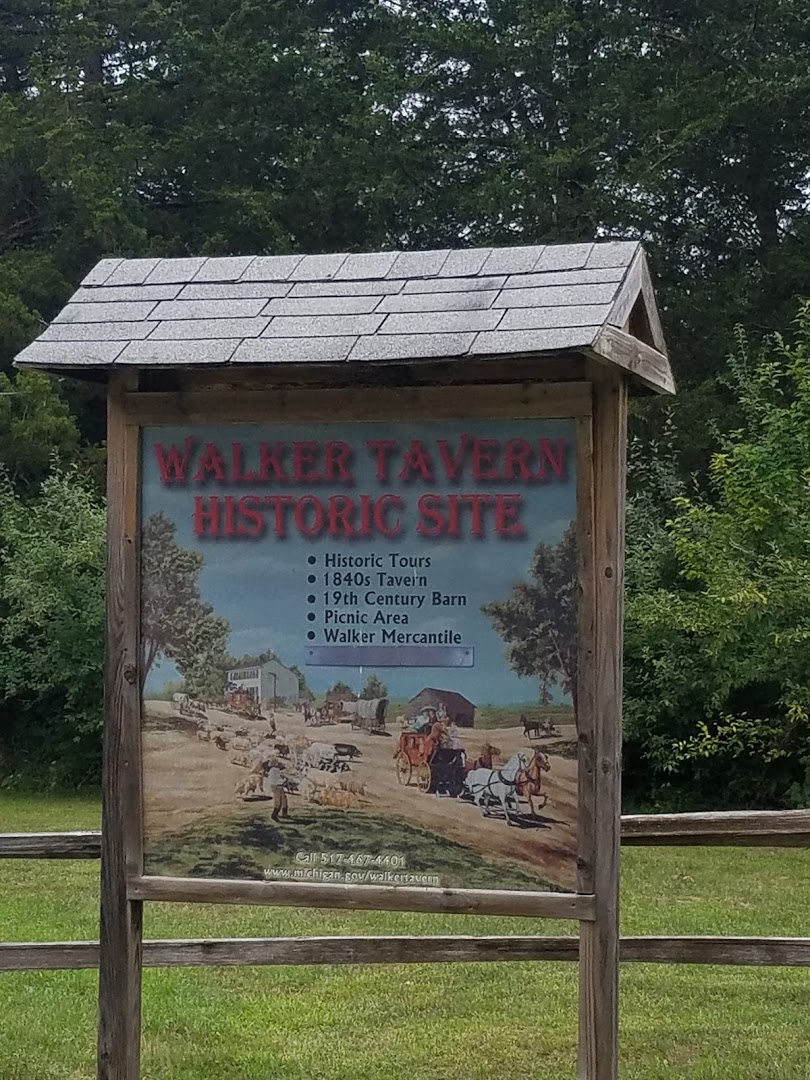 WALKER TAVERN
HISTORIC SITE
• Historic Tours
• 1840s Tavern
• 19th Century Barn
• Picnic Area
• Walker Mercantile
Call 517-467-4401
www.michigan.gov/walkertavern